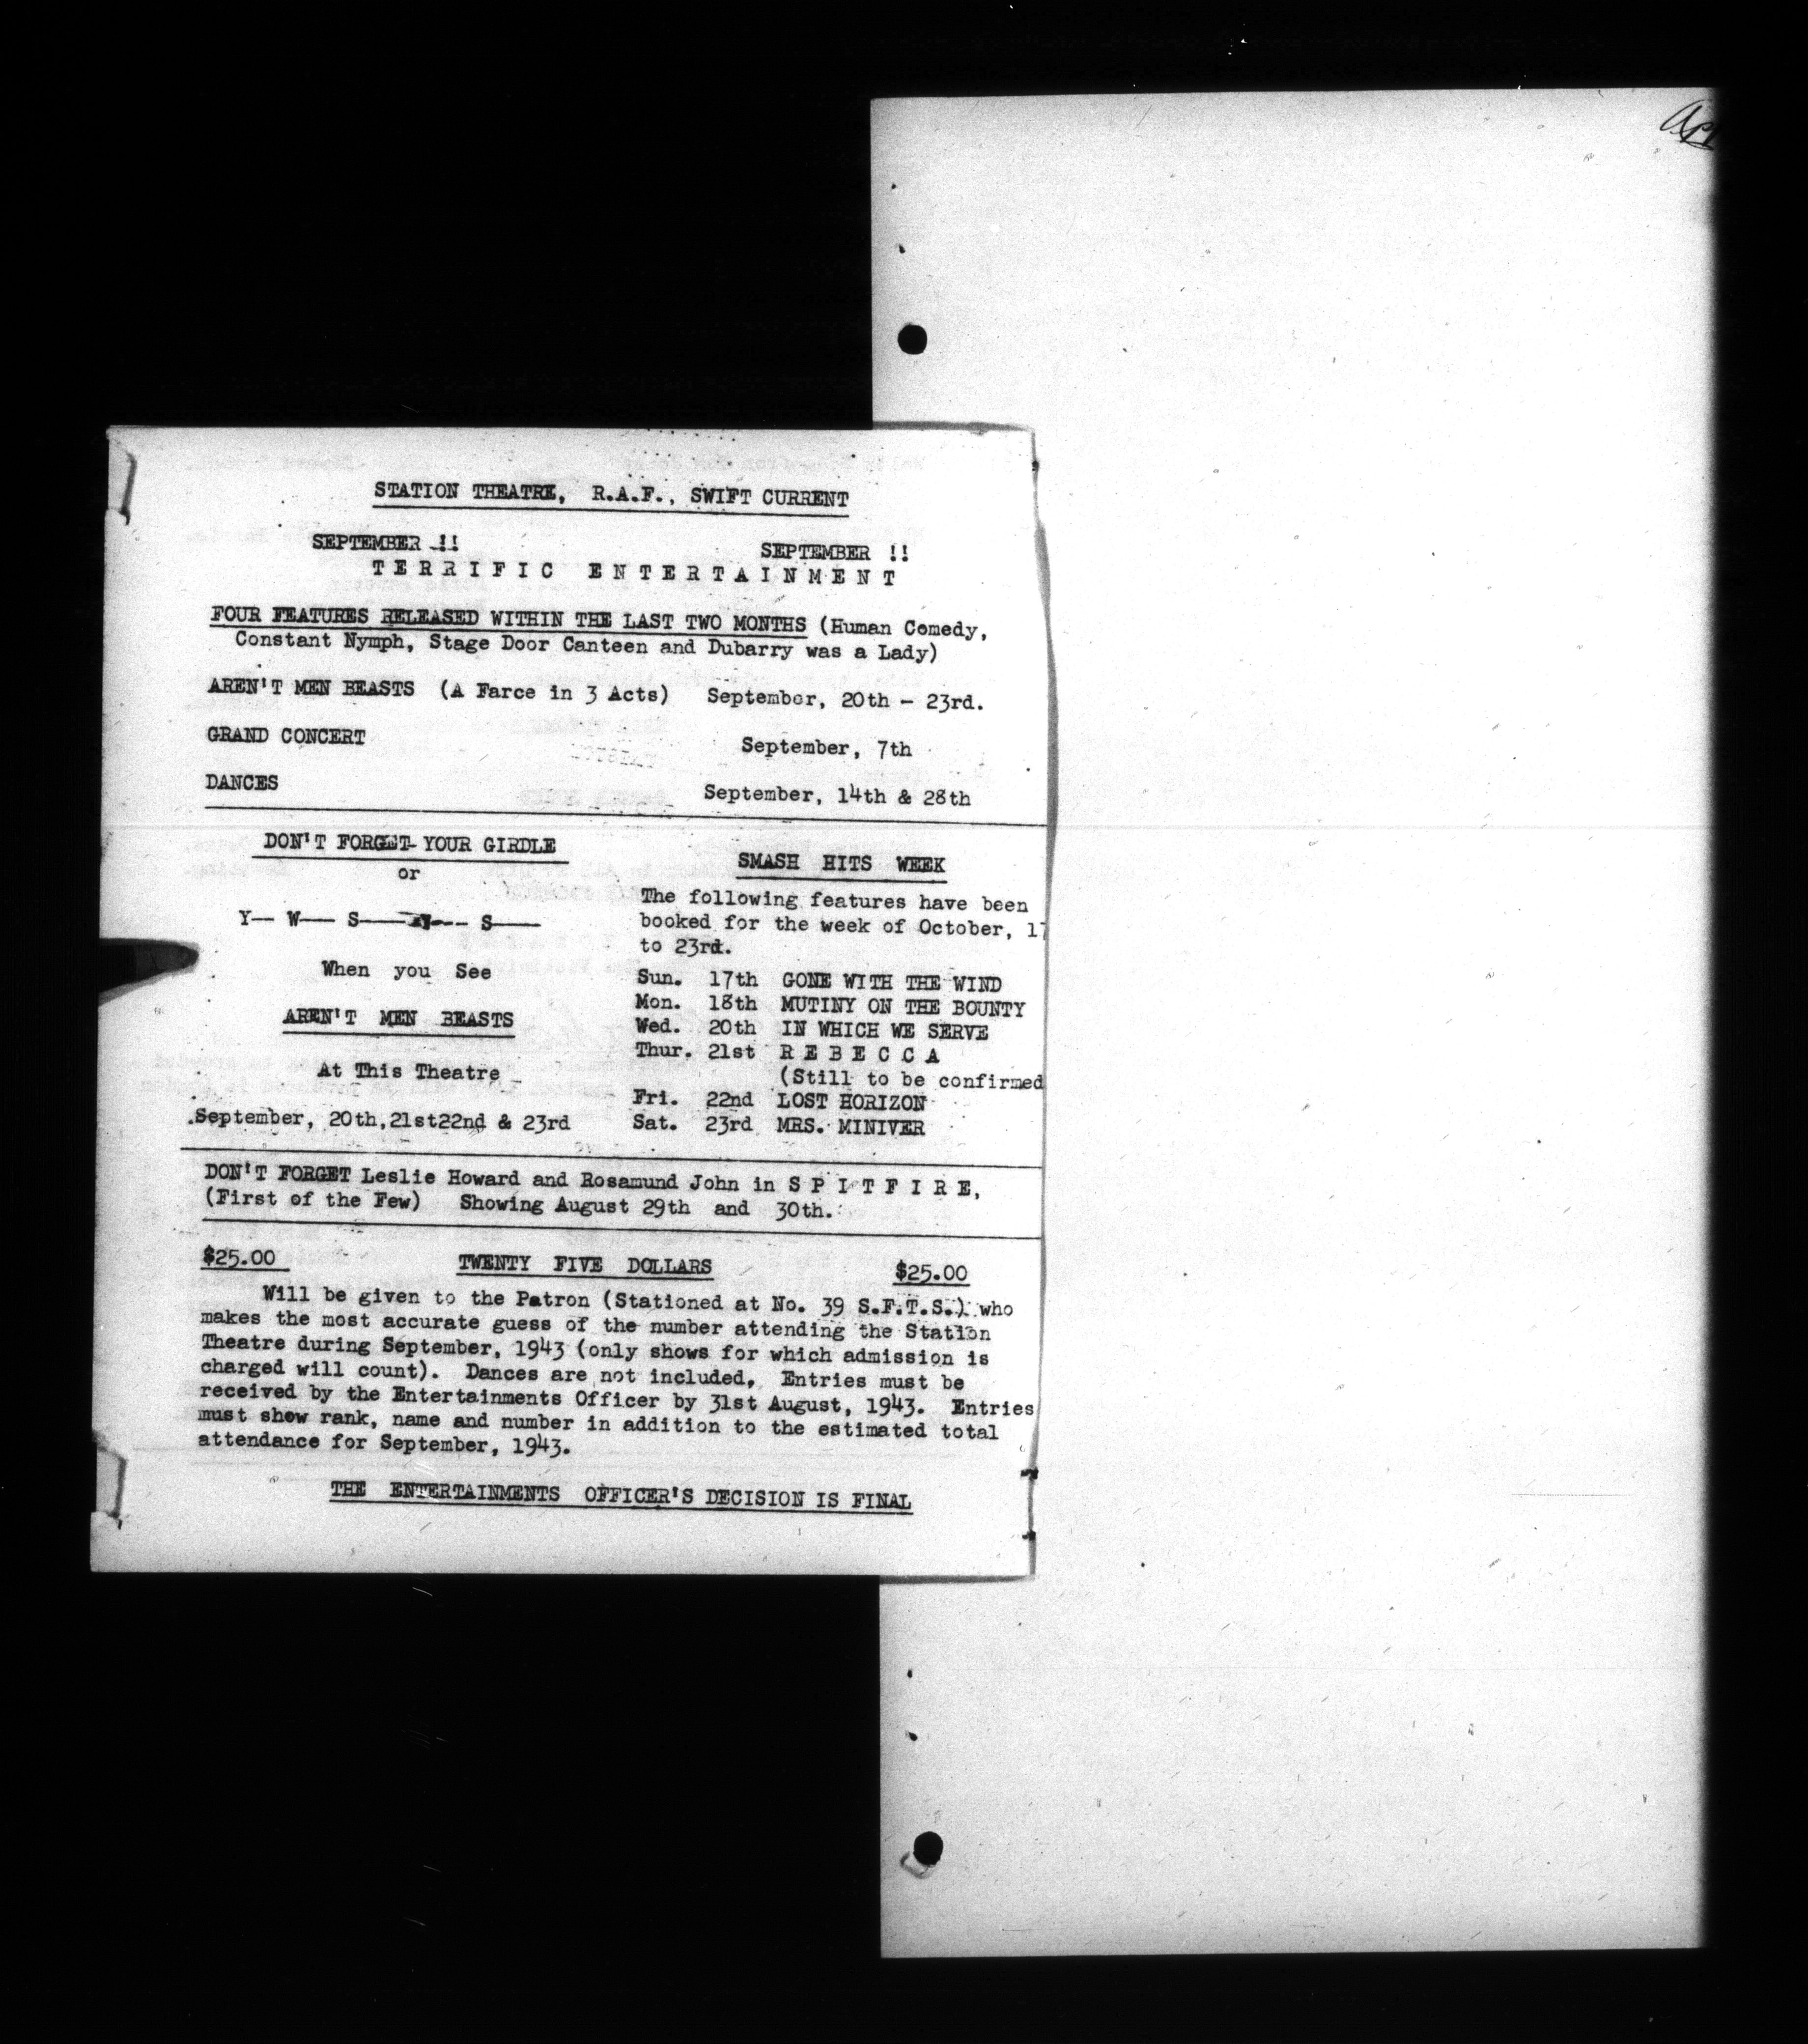 STATION THEATRE, R.A.F., SWIFT CURRENT
SEPTEMBER !! SEPTEMBER !!
T E R R I F I C E N T E R T A I N M E N T
FOUR FEATURES RELEASED WITHIN THE LAST TWO MONTHS (Human Comedy,
Constant Nymph, Stage Door Canteen and Dubarry was a Lady)
AREN'T MEN BEASTS (A Farce in 3 Acts) September, 20th - 23rd.
GRAND CONCERT September, 7th
DANCES September, 14th & 28th
DON'T FORGET YOUR GIRDLE
or
Y— W— S— S—
When you See
AREN'T MEN BEASTS
At This Theatre
September, 20th,21st22nd & 23rd
SMASH HITS WEEK
The following features have been
booked for the week of October, 17
to 23rd.
Sun. 17th GONE WITH THE WIND
Mon. 18th MUTINY ON THE BOUNTY
Wed. 20th IN WHICH WE SERVE
Thur. 21st R E B E C C A
(Still to be confirmed
Fri. 22nd LOST HORIZON
Sat. 23rd MRS. MINIVER
DON'T FORGET Leslie Howard and Rosamund John in S P I T F I R E,
(First of the Few) Showing August 29th and 30th.
$25.00 TWENTY FIVE DOLLARS $25.00
Will be given to the Patron (Stationed at No. 39 S.F.T.S.) who
makes the most accurate guess of the number attending the Station
Theatre during September, 1943 (only shows for which admission is
charged will count). Dances are not included. Entries must be
received by the Entertainments Officer by 31st August, 1943. Entries
must show rank, name and number in addition to the estimated total
attendance for September, 1943.
THE ENTERTAINMENTS OFFICER'S DECISION IS FINAL